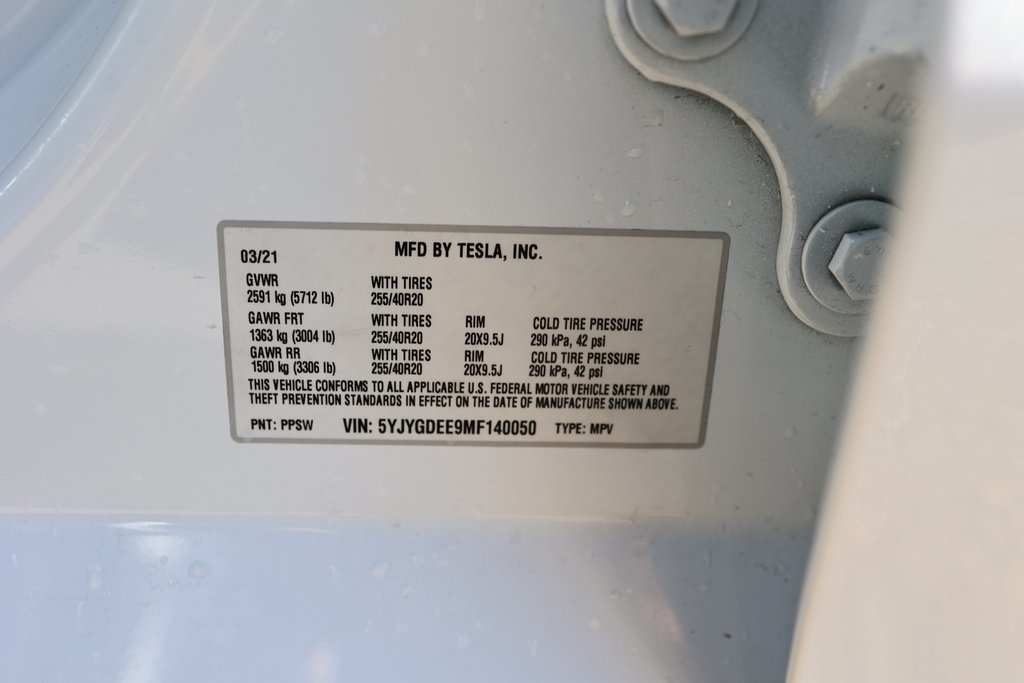 03/21 MFD BY TESLA, INC.
GVWR WITH TIRES
2591 kg (5712 lb) 255/40R20
GAWR FRT WITH TIRES RIM COLD TIRE PRESSURE
1363 kg (3004 lb) 255/40R20 20X9.5J 290 kPa, 42 psi
GAWR RR WITH TIRES RIM COLD TIRE PRESSURE
1500 kg (3306 lb) 255/40R20 20X9.5J 290 kPa, 42 psi
THIS VEHICLE CONFORMS TO ALL APPLICABLE U.S. FEDERAL MOTOR VEHICLE SAFETY AND
THEFT PREVENTION STANDARDS IN EFFECT ON THE DATE OF MANUFACTURE SHOWN ABOVE.
PNT: PPSW VIN: 5YJYGDEE9MF140050 TYPE: MPV